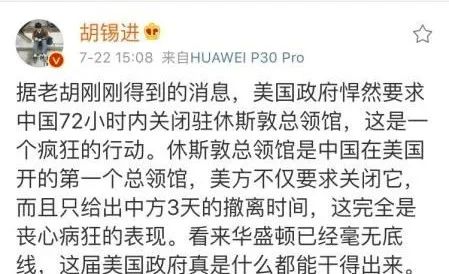 胡锡进
7-22 15:08 来自HUAWEI P30 Pro
据老胡刚刚得到的消息，美国政府悍然要求
中国72小时内关闭驻休斯敦总领馆，这是一
个疯狂的行动。休斯敦总领馆是中国在美国
开的第一个总领馆，美方不仅要求关闭它，
而且只给出中方3天的撤离时间，这完全是
丧心病狂的表现。看来华盛顿已经毫无底
线，这届美国政府真是什么都能干得出来。